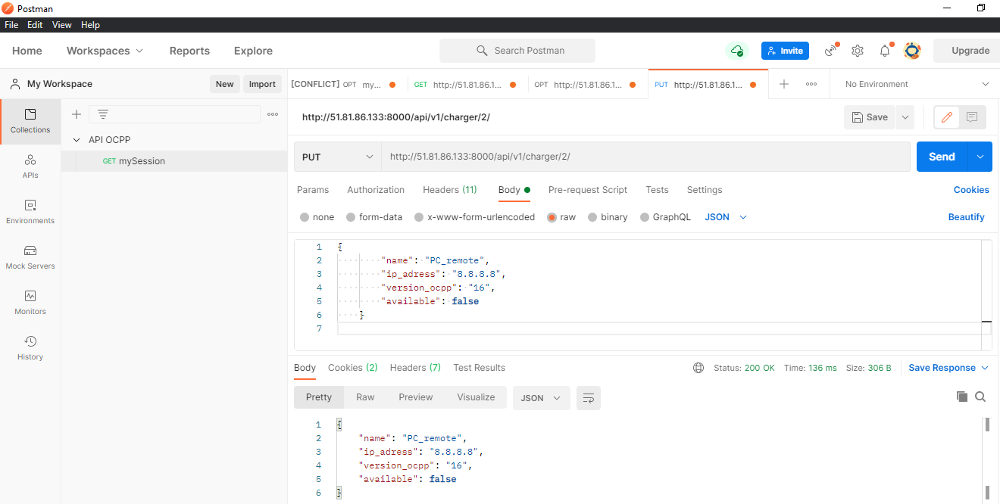 Postman
File Edit View Help
Home Workspaces Reports Explore Search Postman Invite Upgrade
My Workspace New Import [CONFLICT] OPT my... GET http://51.81.86.1... OPT http://51.81.86.1... PUT http://51.81.86.1... No Environment
Collections
APIs
Environments
Mock Servers
Monitors
History
API OCPP
GET mySession
http://51.81.86.133:8000/api/v1/charger/2/ Save
PUT http://51.81.86.133:8000/api/v1/charger/2/ Send
Params Authorization Headers (11) Body Pre-request Script Tests Settings Cookies
none form-data x-www-form-urlencoded raw binary GraphQL JSON Beautify
1 {
2 "name": "PC_remote",
3 "ip_adress": "8.8.8.8",
4 "version_ocpp": "16",
5 "available": false
6 }
7
Body Cookies (2) Headers (7) Test Results Status: 200 OK Time: 136 ms Size: 306 B Save Response
Pretty Raw Preview Visualize JSON
1 {
2 "name": "PC_remote",
3 "ip_adress": "8.8.8.8",
4 "version_ocpp": "16",
5 "available": false
6 }